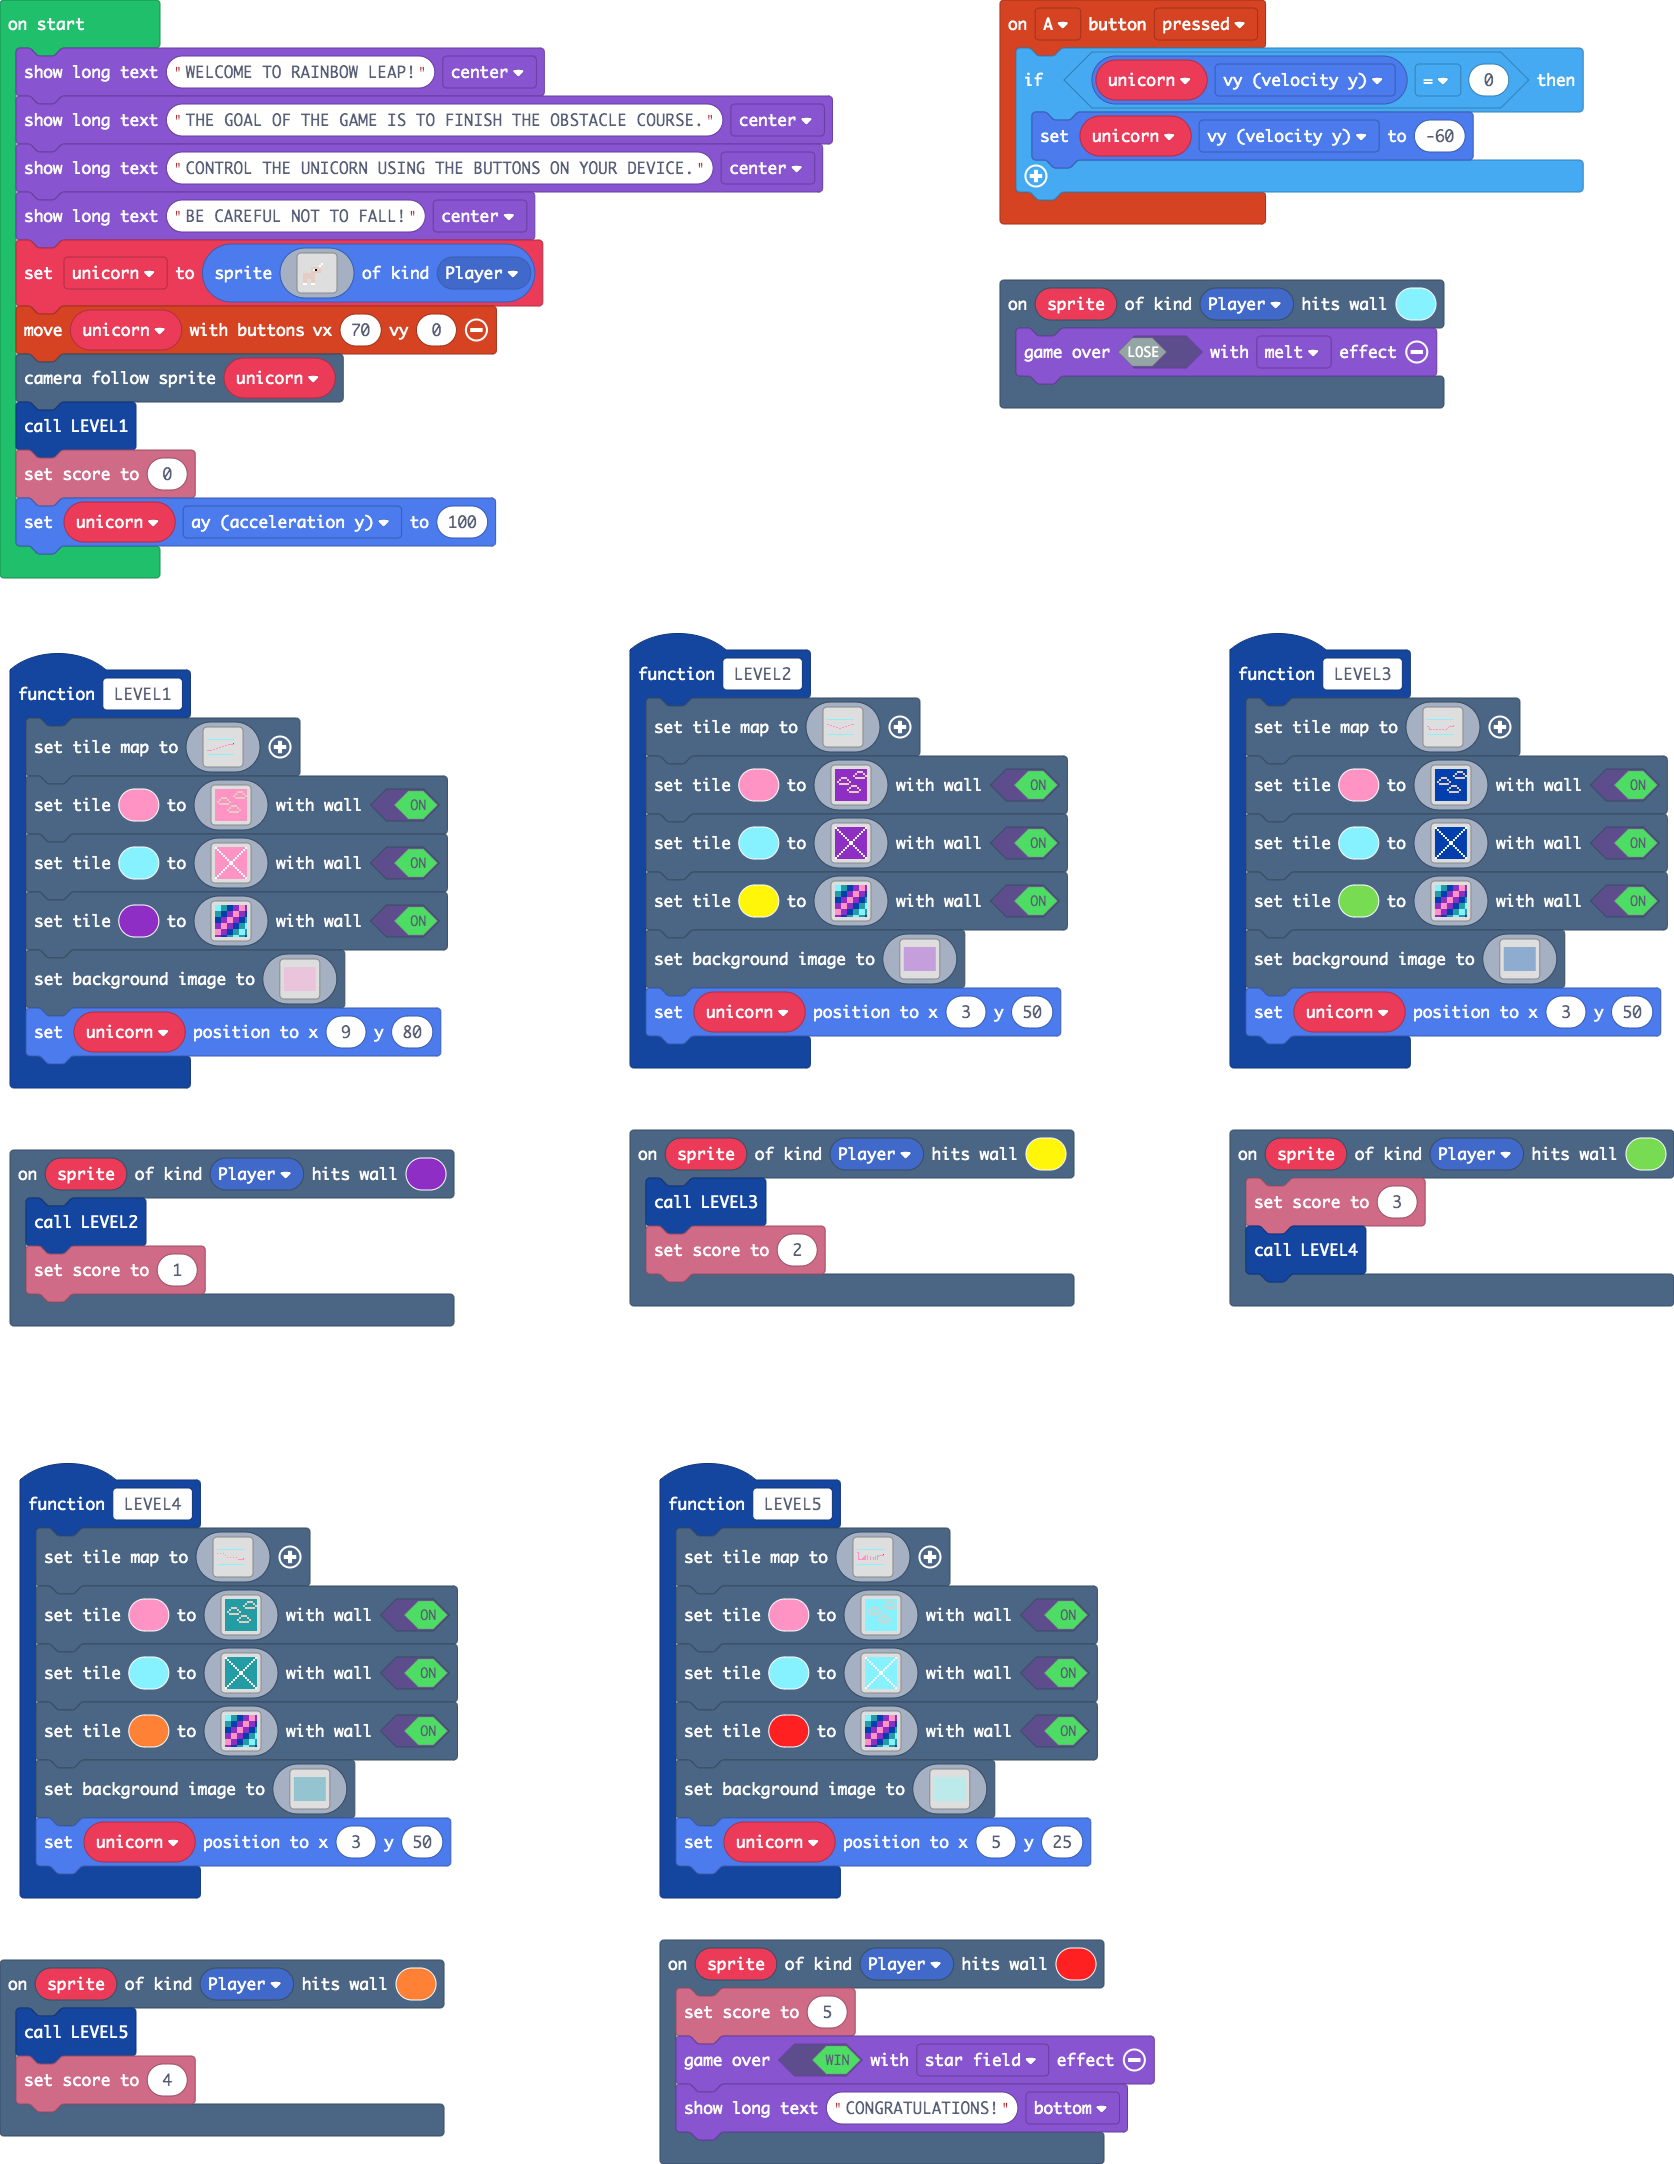 on start
show long text "WELCOME TO RAINBOW LEAP!" center
show long text "THE GOAL OF THE GAME IS TO FINISH THE OBSTACLE COURSE." center
show long text "CONTROL THE UNICORN USING THE BUTTONS ON YOUR DEVICE." center
show long text "BE CAREFUL NOT TO FALL!" center
set unicorn to sprite of kind Player
move unicorn with buttons vx 70 vy 0
camera follow sprite unicorn
call LEVEL1
set score to 0
set unicorn ay (acceleration y) to 100
on A button pressed
if unicorn vy (velocity y) = 0 then
set unicorn vy (velocity y) to -60
on sprite of kind Player hits wall
game over LOSE with melt effect
function LEVEL1
set tile map to
set tile to with wall ON
set tile to with wall ON
set tile to with wall ON
set background image to
set unicorn position to x 9 y 80
on sprite of kind Player hits wall
call LEVEL2
set score to 1
function LEVEL2
set tile map to
set tile to with wall ON
set tile to with wall ON
set tile to with wall ON
set background image to
set unicorn position to x 3 y 50
on sprite of kind Player hits wall
call LEVEL3
set score to 2
function LEVEL3
set tile map to
set tile to with wall ON
set tile to with wall ON
set tile to with wall ON
set background image to
set unicorn position to x 3 y 50
on sprite of kind Player hits wall
set score to 3
call LEVEL4
function LEVEL4
set tile map to
set tile to with wall ON
set tile to with wall ON
set tile to with wall ON
set background image to
set unicorn position to x 3 y 50
on sprite of kind Player hits wall
call LEVEL5
set score to 4
function LEVEL5
set tile map to
set tile to with wall ON
set tile to with wall ON
set tile to with wall ON
set background image to
set unicorn position to x 5 y 25
on sprite of kind Player hits wall
set score to 5
game over WIN with star field effect
show long text "CONGRATULATIONS!" bottom